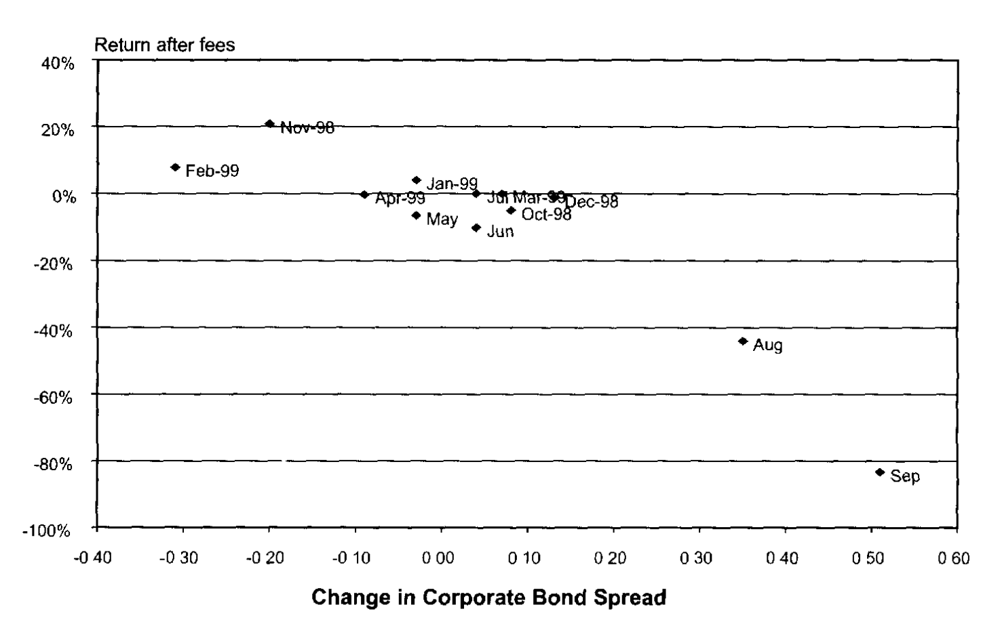 Return after fees
40%
20%
0%
-20%
-40%
-60%
-80%
-100%
Nov-98
Feb-99
Jan-99
Apr-99
Jul
Mar-99
Dec-98
Oct-98
May
Jun
Aug
Sep
-0 40
-0 30
-0 20
-0 10
0 00
0 10
0 20
0 30
0 40
0 50
0 60
Change in Corporate Bond Spread